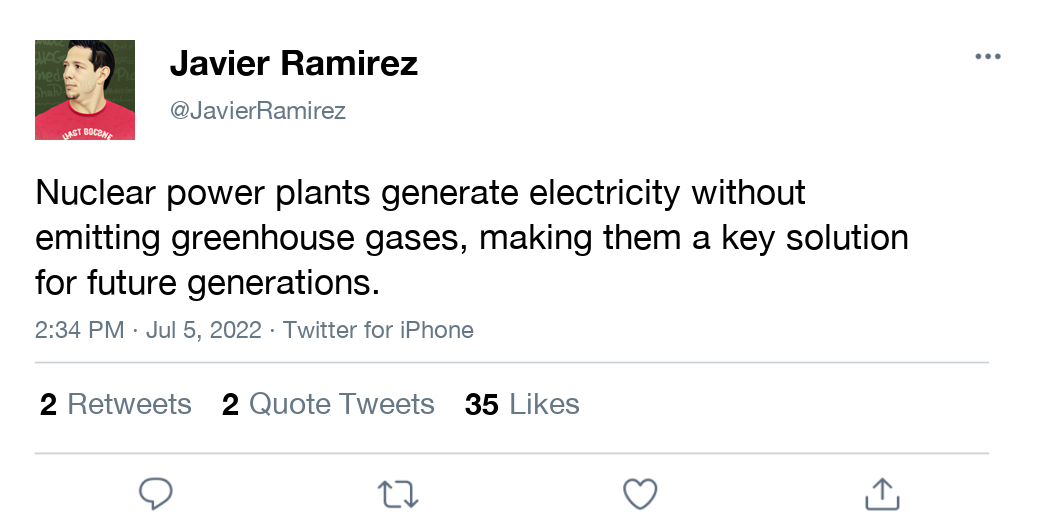 Javier Ramirez
@JavierRamirez
Nuclear power plants generate electricity without
emitting greenhouse gases, making them a key solution
for future generations.
2:34 PM · Jul 5, 2022 · Twitter for iPhone
2 Retweets 2 Quote Tweets 35 Likes